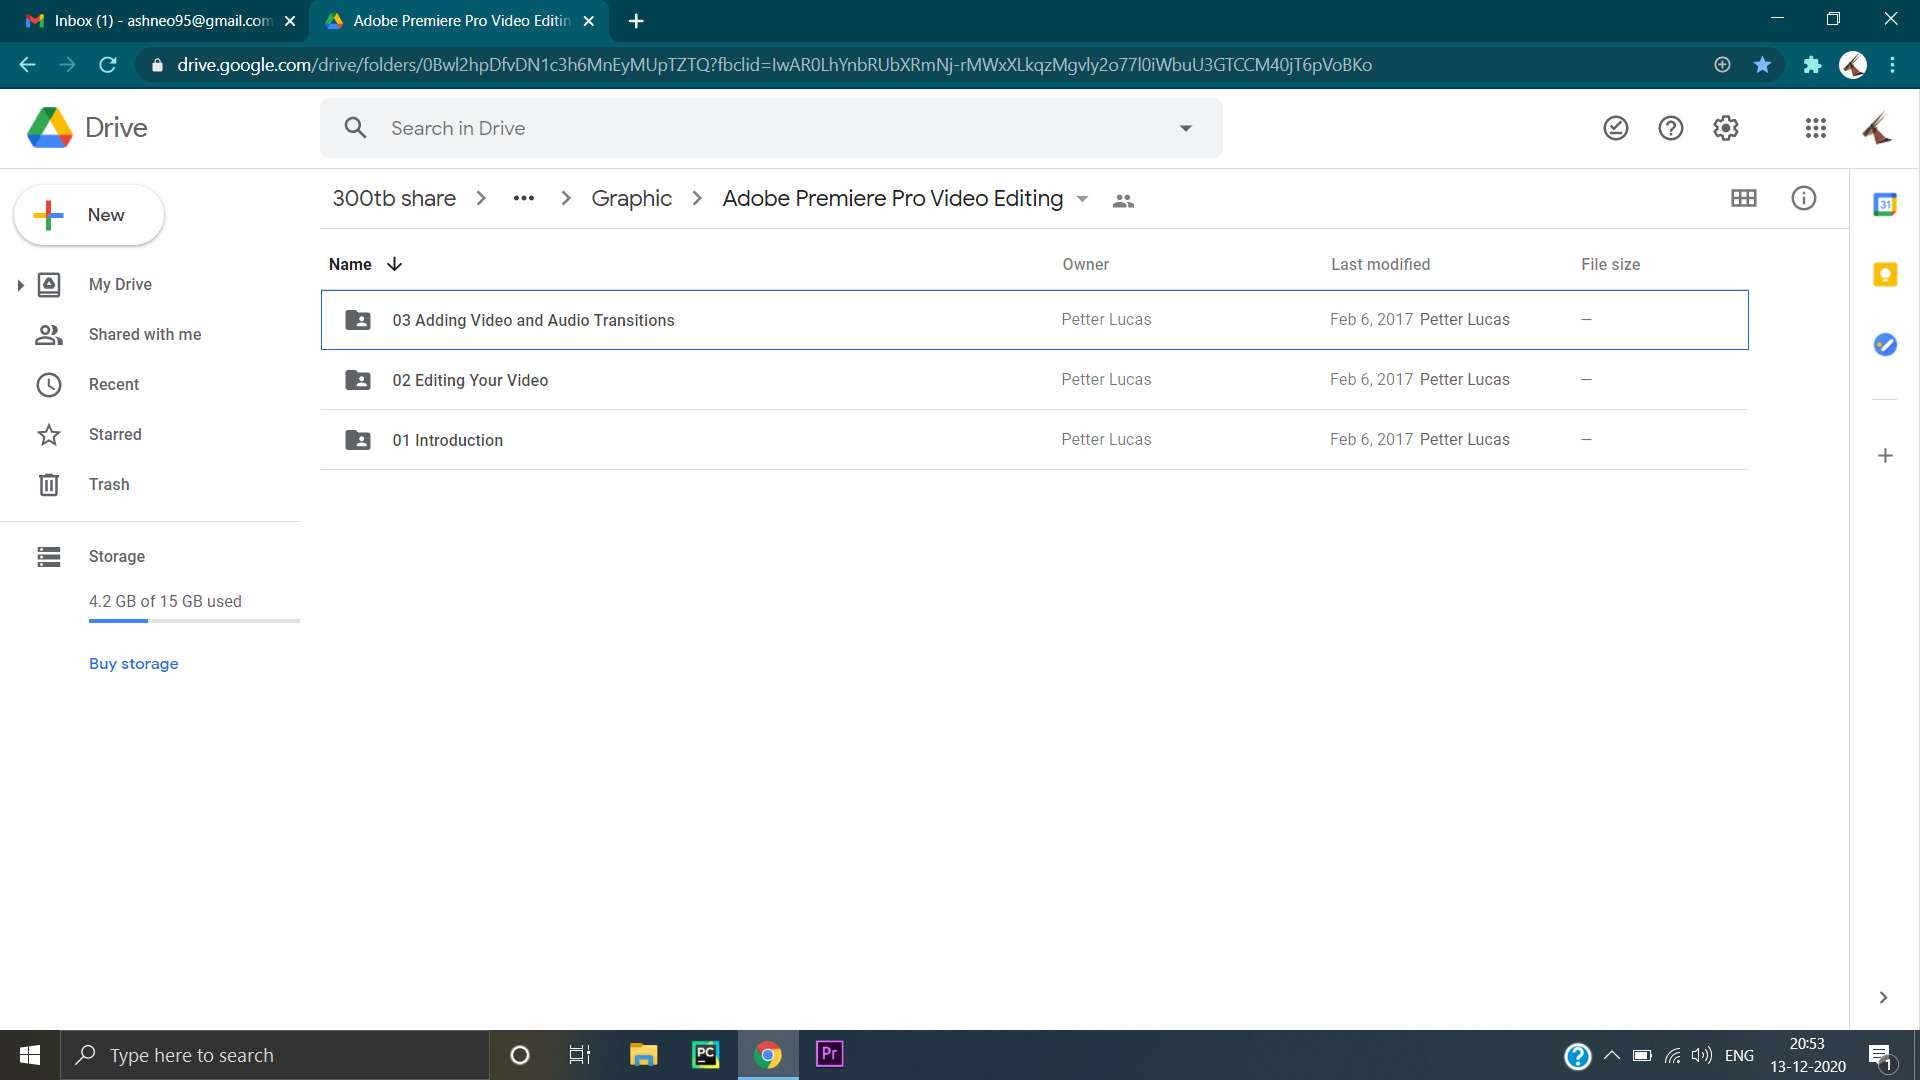 Inbox (1) - ashneo95@gmail.com
Adobe Premiere Pro Video Editin
drive.google.com/drive/folders/0Bwl2hpDfvDN1c3h6MnEyMUpTZTQ?fbclid=IwAR0LhYnbRUbXRmNj-rMWxXLkqzMgvly2o77l0iWbuU3GTCCM40jT6pVoBKo
Drive
Search in Drive
New
300tb share
Graphic
Adobe Premiere Pro Video Editing
Name Owner Last modified File size
03 Adding Video and Audio Transitions Petter Lucas Feb 6, 2017 Petter Lucas —
02 Editing Your Video Petter Lucas Feb 6, 2017 Petter Lucas —
01 Introduction Petter Lucas Feb 6, 2017 Petter Lucas —
My Drive
Shared with me
Recent
Starred
Trash
Storage
4.2 GB of 15 GB used
Buy storage
31
Type here to search
PC
Pr
ENG
20:53
13-12-2020
1